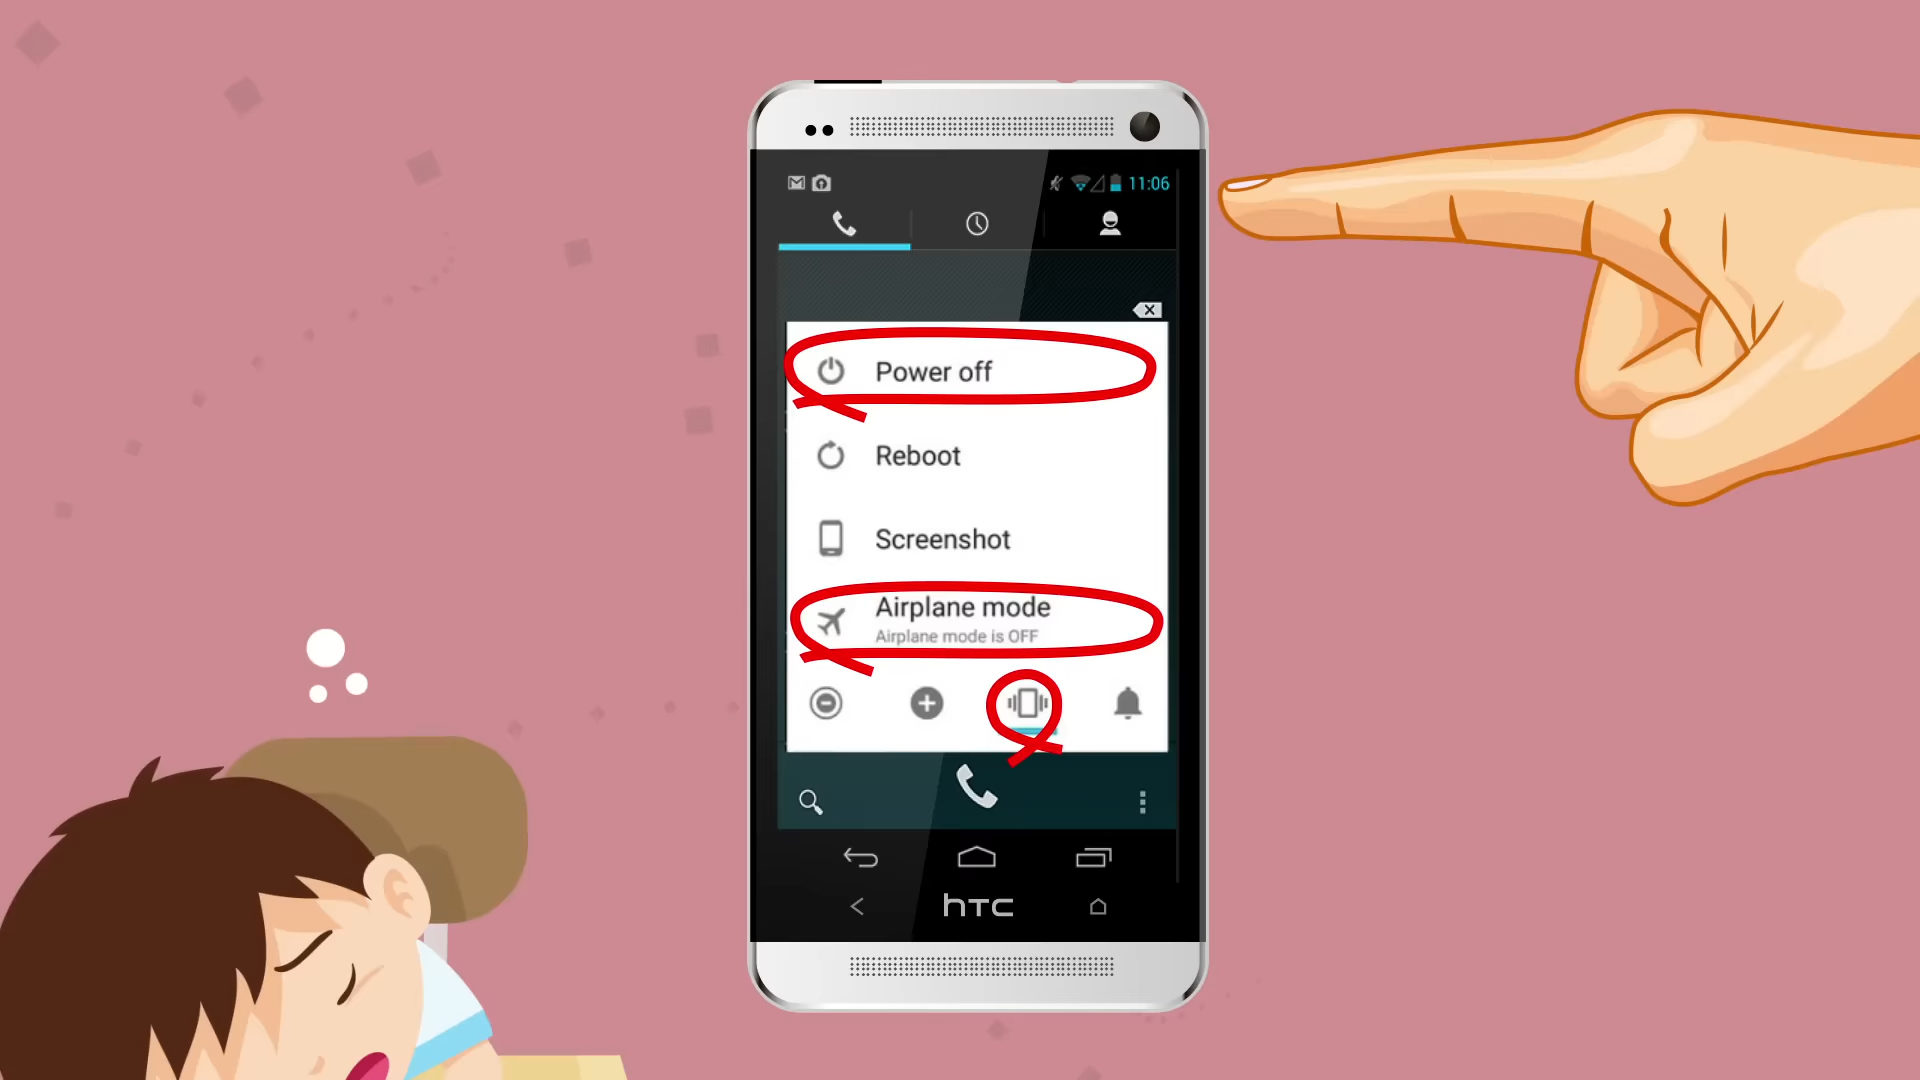 11:06
Power off
Reboot
Screenshot
Airplane mode
Airplane mode is OFF
hTC